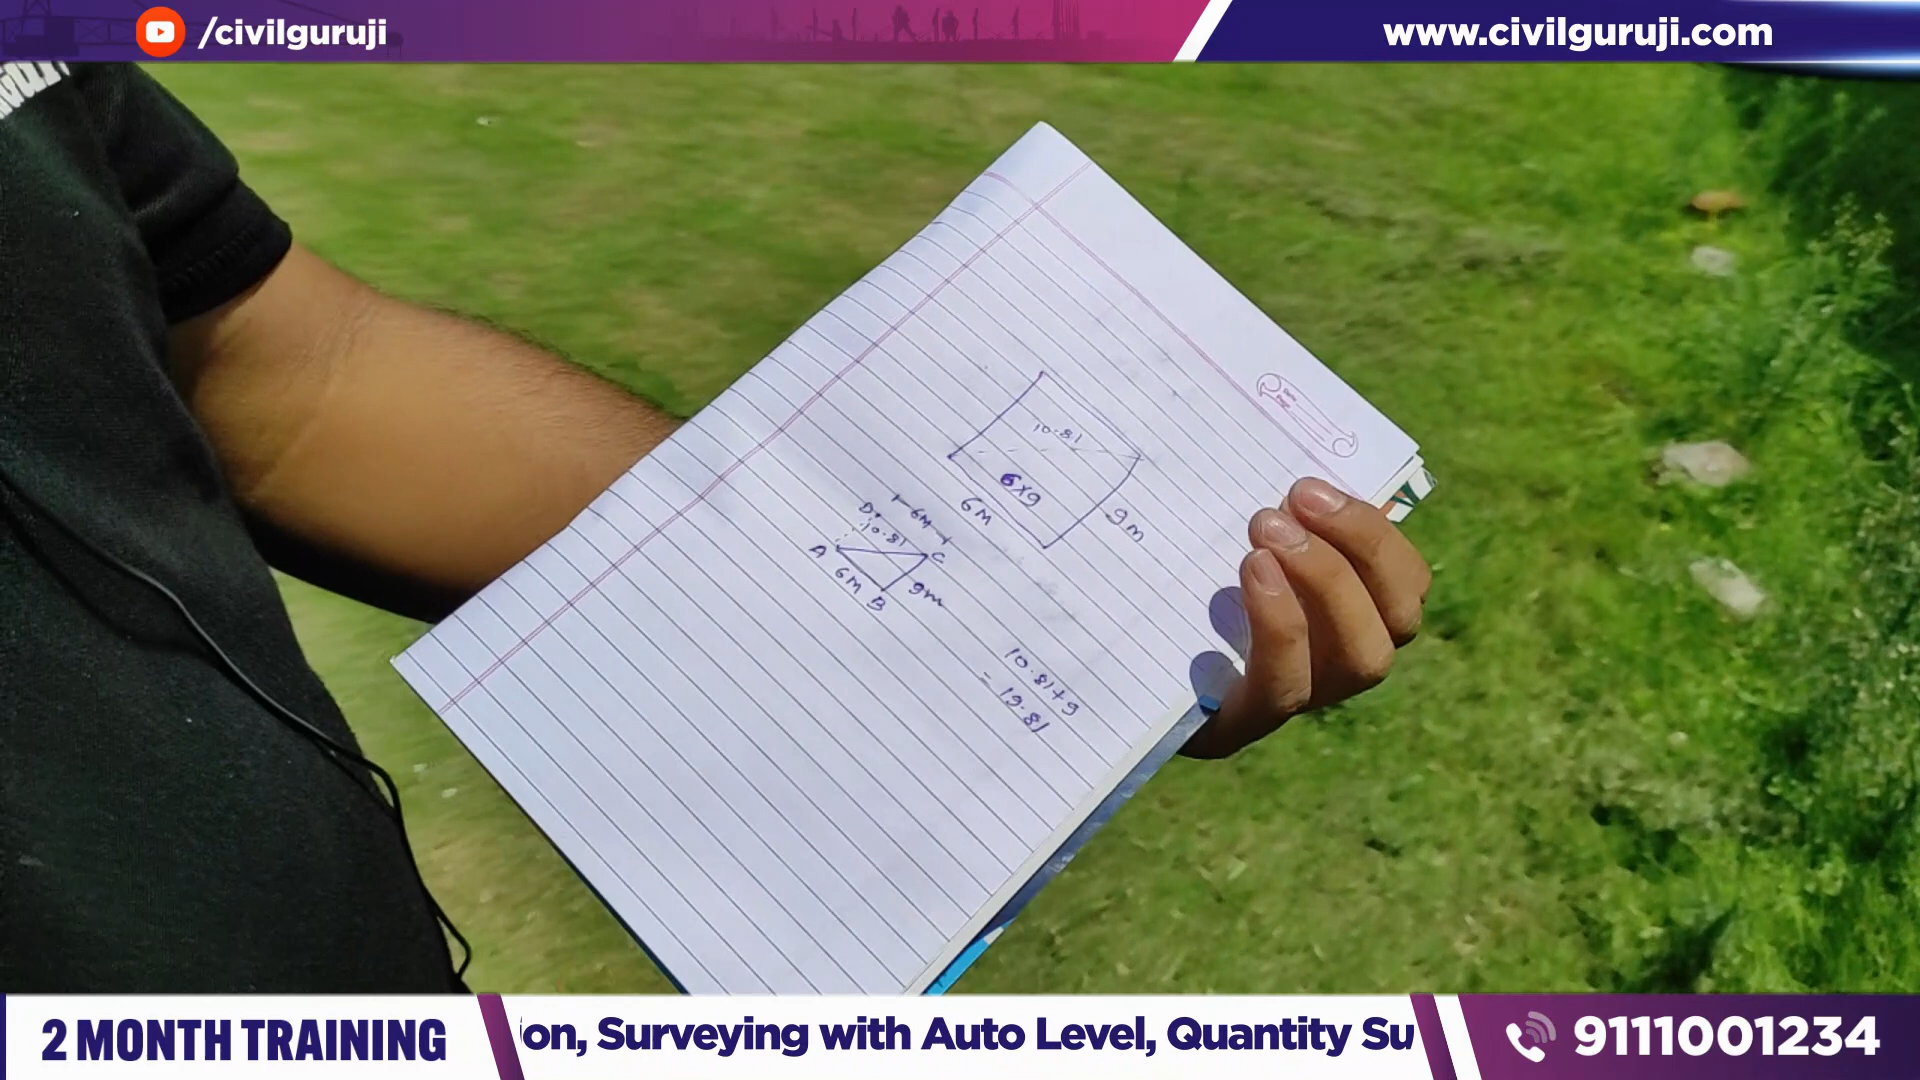 /civilguruji
www.civilguruji.com
10.81
6x9
6M
9m
D
6M
10.81
A
C
6M
9m
B
10.81+9
= 19.81
2 MONTH TRAINING
ion, Surveying with Auto Level, Quantity Su
9111001234